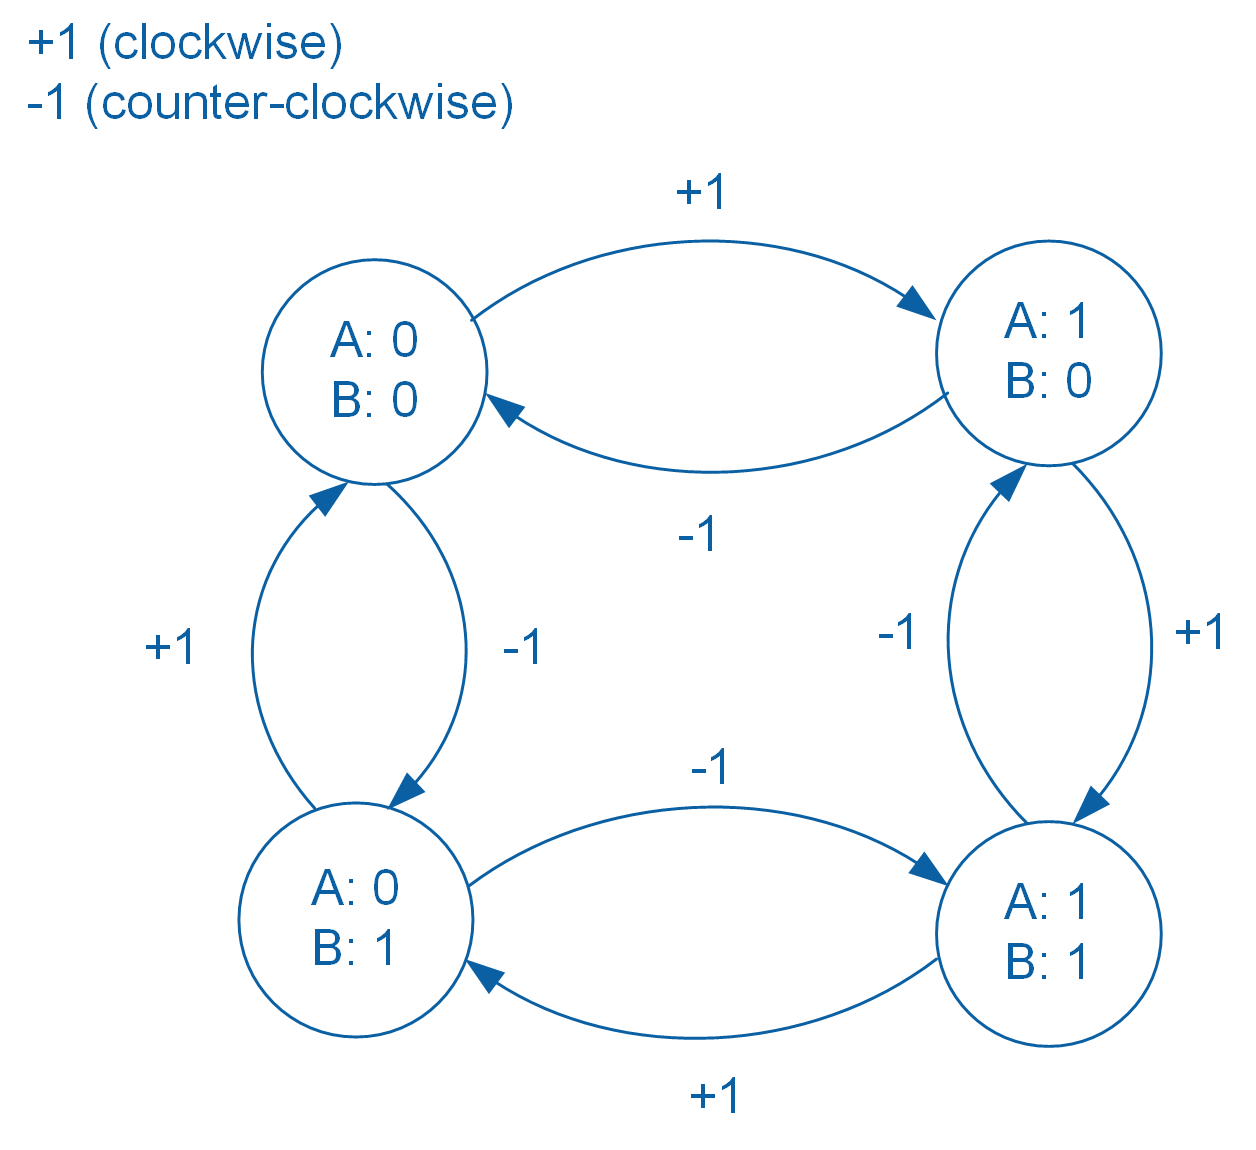 +1 (clockwise)
-1 (counter-clockwise)
+1
A: 0
B: 0
A: 1
B: 0
-1
+1
-1
-1
+1
-1
A: 0
B: 1
A: 1
B: 1
+1